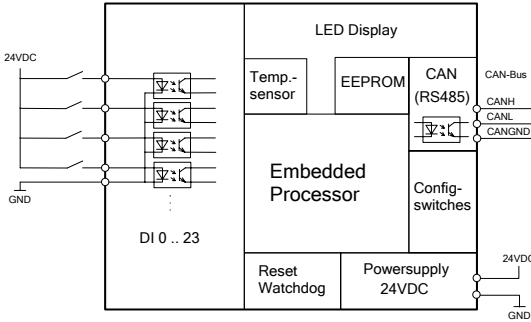 LED Display
24VDC
Temp.-
sensor
EEPROM
CAN
(RS485)
CAN-Bus
CANH
CANL
CANGND
Embedded
Processor
Config-
switches
GND
DI 0 .. 23
Reset
Watchdog
Powersupply
24VDC
24VDC
GND